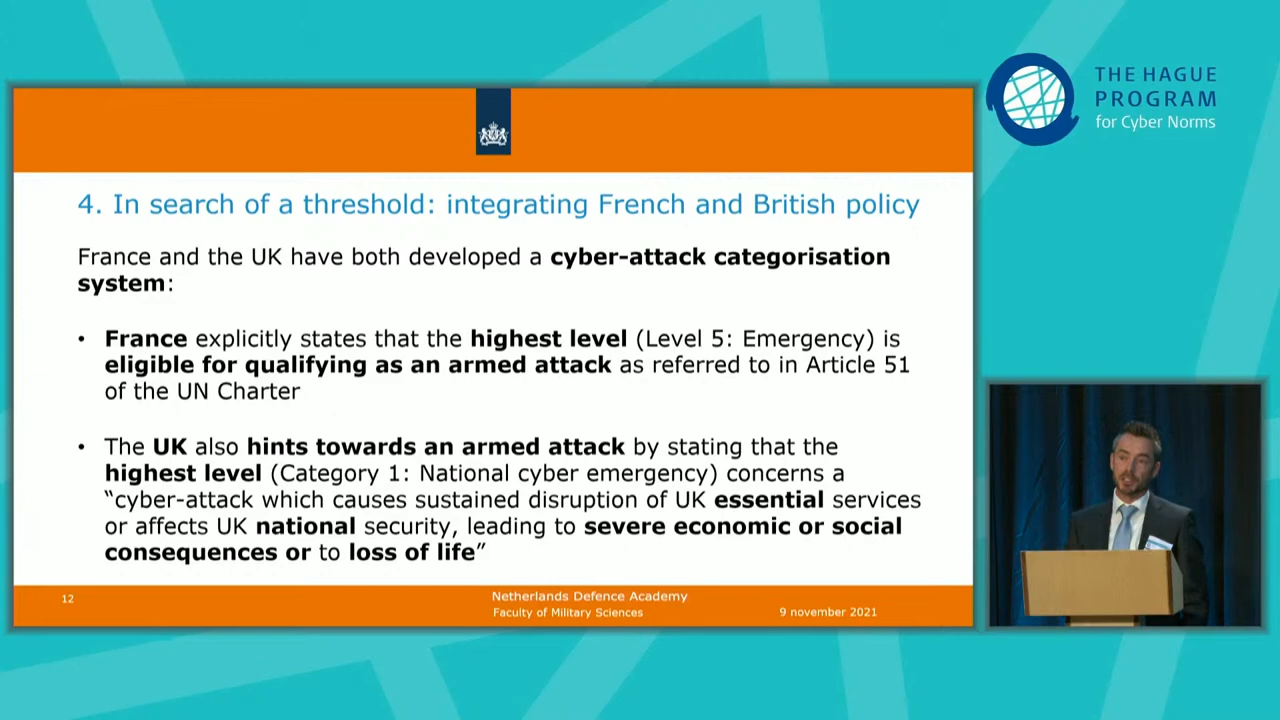 THE HAGUE
PROGRAM
for Cyber Norms
4. In search of a threshold: integrating French and British policy
France and the UK have both developed a cyber-attack categorisation
system:
• France explicitly states that the highest level (Level 5: Emergency) is
eligible for qualifying as an armed attack as referred to in Article 51
of the UN Charter
• The UK also hints towards an armed attack by stating that the
highest level (Category 1: National cyber emergency) concerns a
“cyber-attack which causes sustained disruption of UK essential services
or affects UK national security, leading to severe economic or social
consequences or to loss of life”
12
Netherlands Defence Academy
Faculty of Military Sciences
9 november 2021